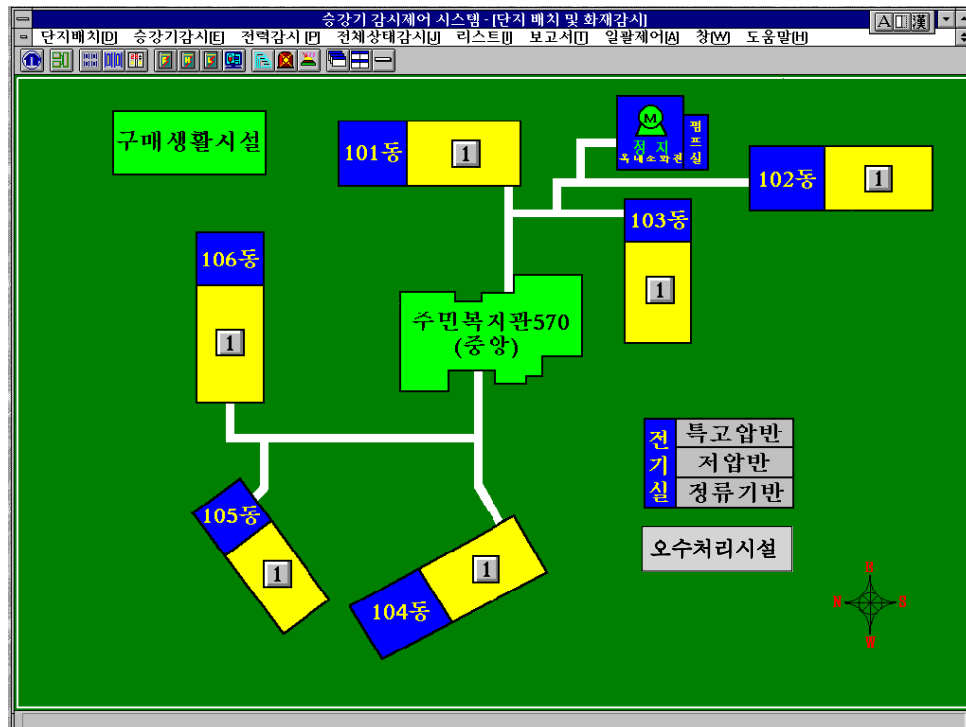 승강기 감시제어 시스템 - [단지 배치 및 화재감시]
A 漢
단지배치[D] 승강기감시[E] 전력감시 [P] 전체상태감시[J] 리스트[I] 보고서[T] 일괄제어[A] 창[W] 도움말[H]
구매생활시설
101동
1
M
정지
옥내소화전
펌프실
102동
1
103동
1
106동
1
주민복지관570
(중앙)
전기실
특고압반
저압반
정류기반
오수처리시설
105동
1
104동
1
N
S
W